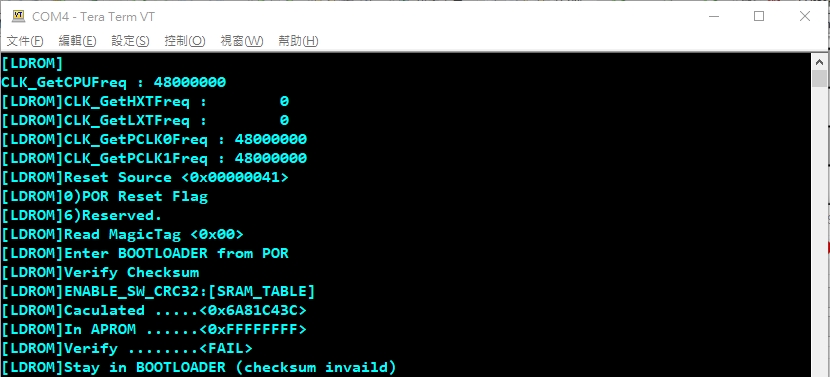 COM4 - Tera Term VT
文件(F) 編輯(E) 設定(S) 控制(O) 視窗(W) 幫助(H)
[LDROM]
CLK_GetCPUFreq : 48000000
[LDROM]CLK_GetHXTFreq :        0
[LDROM]CLK_GetLXTFreq :        0
[LDROM]CLK_GetPCLK0Freq : 48000000
[LDROM]CLK_GetPCLK1Freq : 48000000
[LDROM]Reset Source <0x00000041>
[LDROM]0)POR Reset Flag
[LDROM]6)Reserved.
[LDROM]Read MagicTag <0x00>
[LDROM]Enter BOOTLOADER from POR
[LDROM]Verify Checksum
[LDROM]ENABLE_SW_CRC32:[SRAM_TABLE]
[LDROM]Caculated .....<0x6A81C43C>
[LDROM]In APROM ......<0xFFFFFFFF>
[LDROM]Verify ........<FAIL>
[LDROM]Stay in BOOTLOADER (checksum invaild)